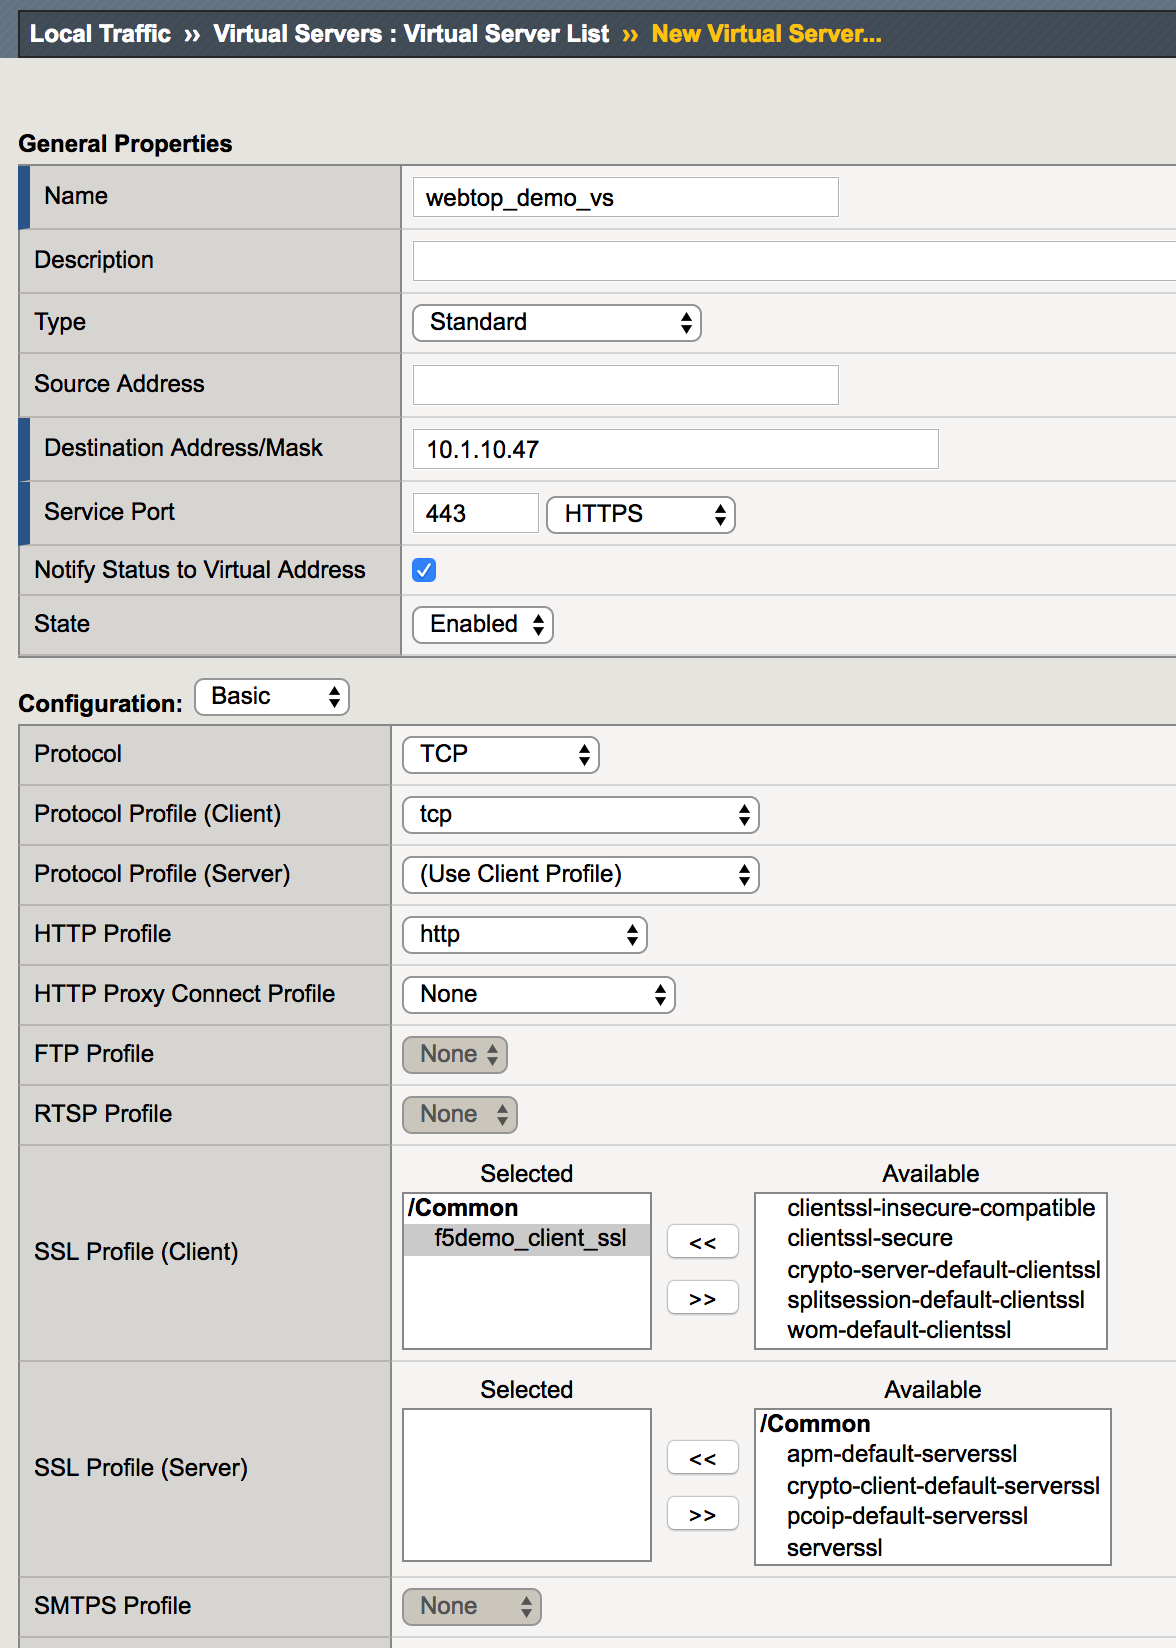 Local Traffic ›› Virtual Servers : Virtual Server List ›› New Virtual Server...
General Properties
Name webtop_demo_vs
Description
Type Standard
Source Address
Destination Address/Mask 10.1.10.47
Service Port 443 HTTPS
Notify Status to Virtual Address
State Enabled
Configuration: Basic
Protocol TCP
Protocol Profile (Client) tcp
Protocol Profile (Server) (Use Client Profile)
HTTP Profile http
HTTP Proxy Connect Profile None
FTP Profile None
RTSP Profile None
SSL Profile (Client)
Selected
/Common
f5demo_client_ssl
<<
>>
Available
clientssl-insecure-compatible
clientssl-secure
crypto-server-default-clientssl
splitsession-default-clientssl
wom-default-clientssl
SSL Profile (Server)
Selected
<<
>>
Available
/Common
apm-default-serverssl
crypto-client-default-serverssl
pcoip-default-serverssl
serverssl
SMTPS Profile None